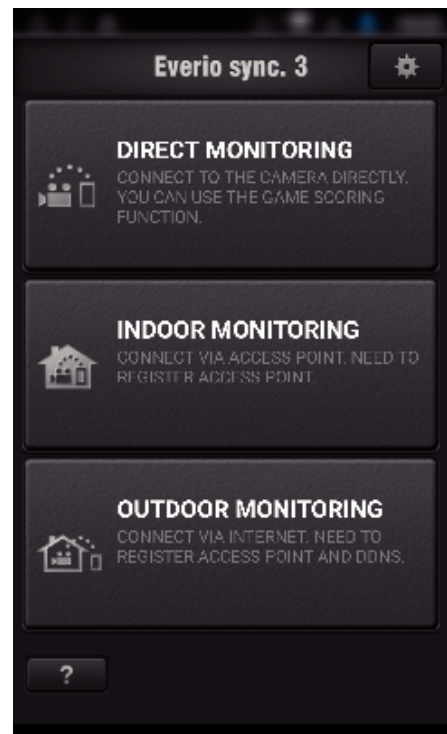 Everio sync. 3
DIRECT MONITORING
CONNECT TO THE CAMERA DIRECTLY.
YOU CAN USE THE GAME SCORING
FUNCTION.
INDOOR MONITORING
CONNECT VIA ACCESS POINT. NEED TO
REGISTER ACCESS POINT.
OUTDOOR MONITORING
CONNECT VIA INTERNET. NEED TO
REGISTER ACCESS POINT AND DDNS.
?